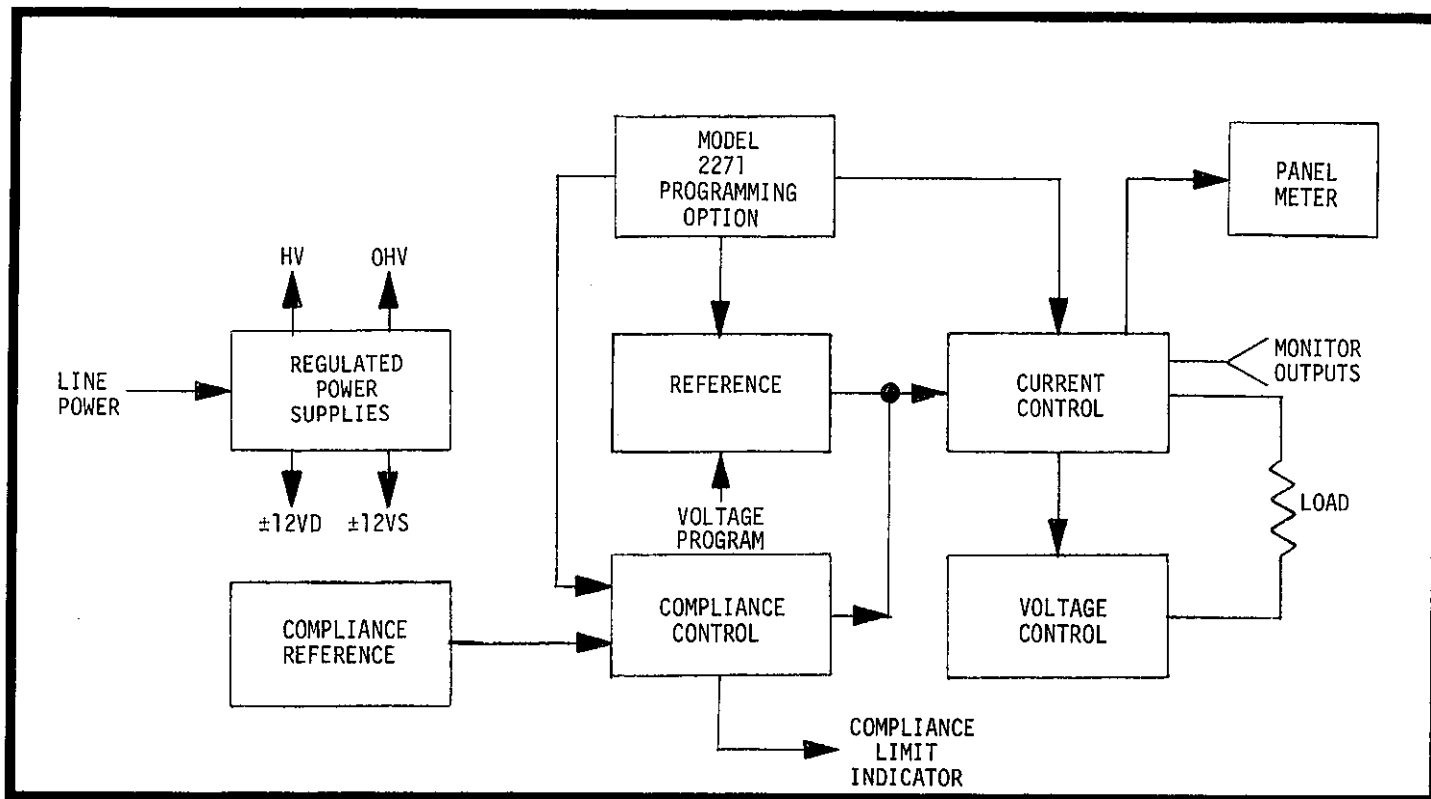 MODEL
2271
PROGRAMMING
OPTION
PANEL
METER
HV
OHV
LINE
POWER
REGULATED
POWER
SUPPLIES
REFERENCE
CURRENT
CONTROL
MONITOR
OUTPUTS
±12VD
±12VS
VOLTAGE
PROGRAM
LOAD
COMPLIANCE
REFERENCE
COMPLIANCE
CONTROL
VOLTAGE
CONTROL
COMPLIANCE
LIMIT
INDICATOR